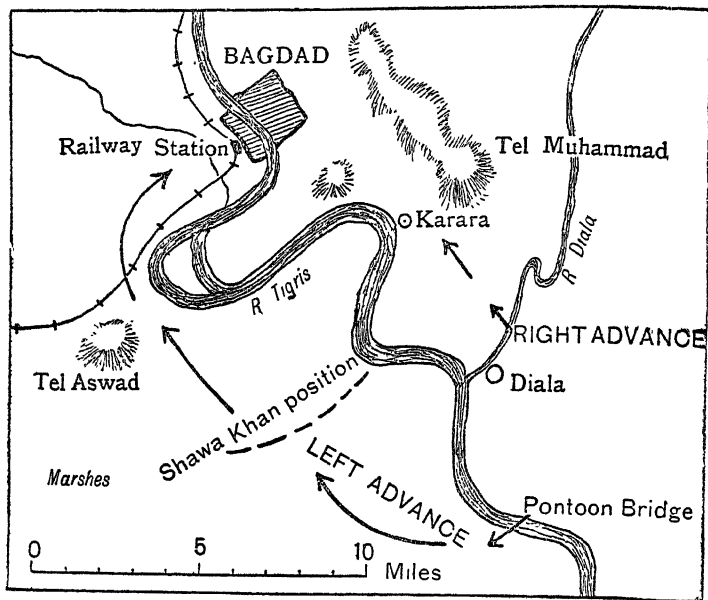 BAGDAD
Railway Station
Tel Muhammad
Karara
R Tigris
R Diala
RIGHT ADVANCE
Tel Aswad
Diala
Shawa Khan position
LEFT ADVANCE
Marshes
Pontoon Bridge
0 5 10
Miles